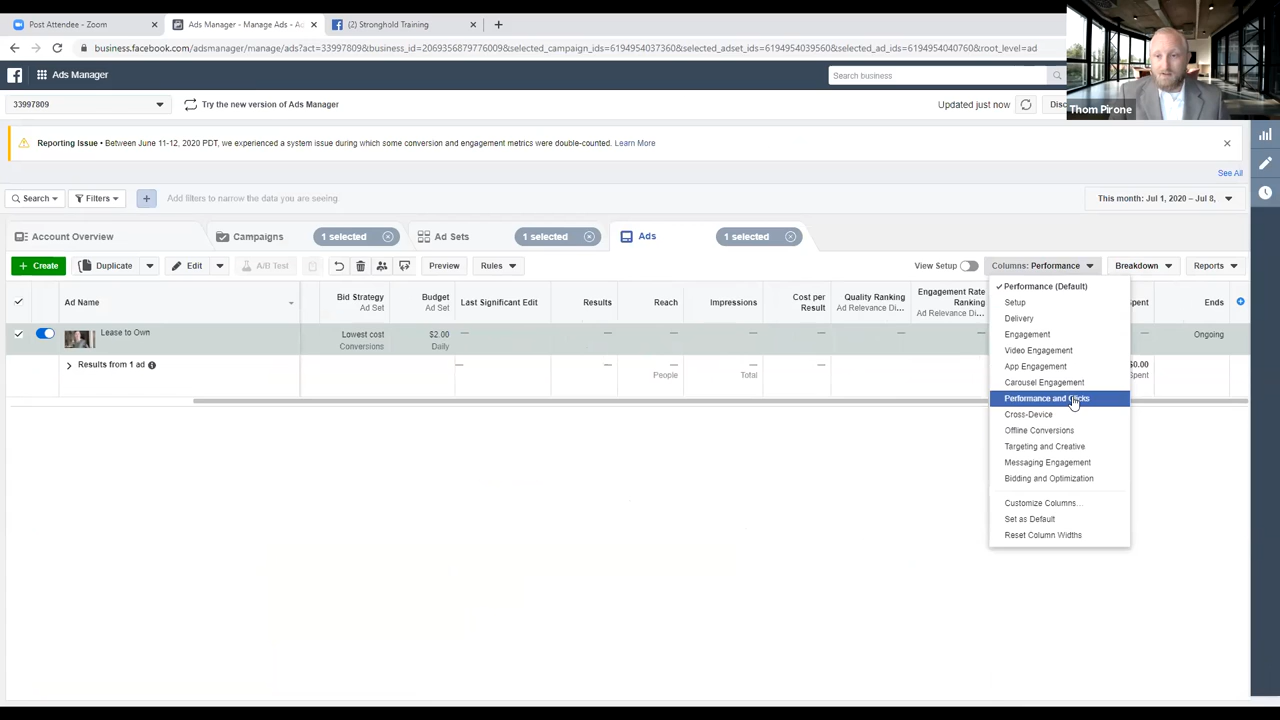 Post Attendee - Zoom
Ads Manager - Manage Ads - Ad
(2) Stronghold Training
business.facebook.com/adsmanager/manage/ads?act=33997809&business_id=2069356879776009&selected_campaign_ids=6194954037360&selected_adset_ids=6194954039560&selected_ad_ids=6194954040760&root_level=ad
Ads Manager
Search business
Thom Pirone
33997809
Try the new version of Ads Manager
Updated just now
Disc
Reporting Issue • Between June 11-12, 2020 PDT, we experienced a system issue during which some conversion and engagement metrics were double-counted. Learn More
See All
Search
Filters
Add filters to narrow the data you are seeing
This month: Jul 1, 2020 – Jul 8,
Account Overview
Campaigns
1 selected
Ad Sets
1 selected
Ads
1 selected
Create
Duplicate
Edit
A/B Test
Preview
Rules
View Setup
Columns: Performance
Breakdown
Reports
Ad Name
Bid Strategy
Ad Set
Budget
Ad Set
Last Significant Edit
Results
Reach
Impressions
Cost per
Result
Quality Ranking
Ad Relevance Di...
Engagement Rate
Ranking
Ad Relevance Di...
Spent
Ends
Lease to Own
Lowest cost
Conversions
$2.00
Daily
—
—
—
—
—
—
—
—
Ongoing
Results from 1 ad
—
—
—
People
—
Total
—
—
—
$0.00
Spent
Performance (Default)
Setup
Delivery
Engagement
Video Engagement
App Engagement
Carousel Engagement
Performance and Clicks
Cross-Device
Offline Conversions
Targeting and Creative
Messaging Engagement
Bidding and Optimization
Customize Columns...
Set as Default
Reset Column Widths